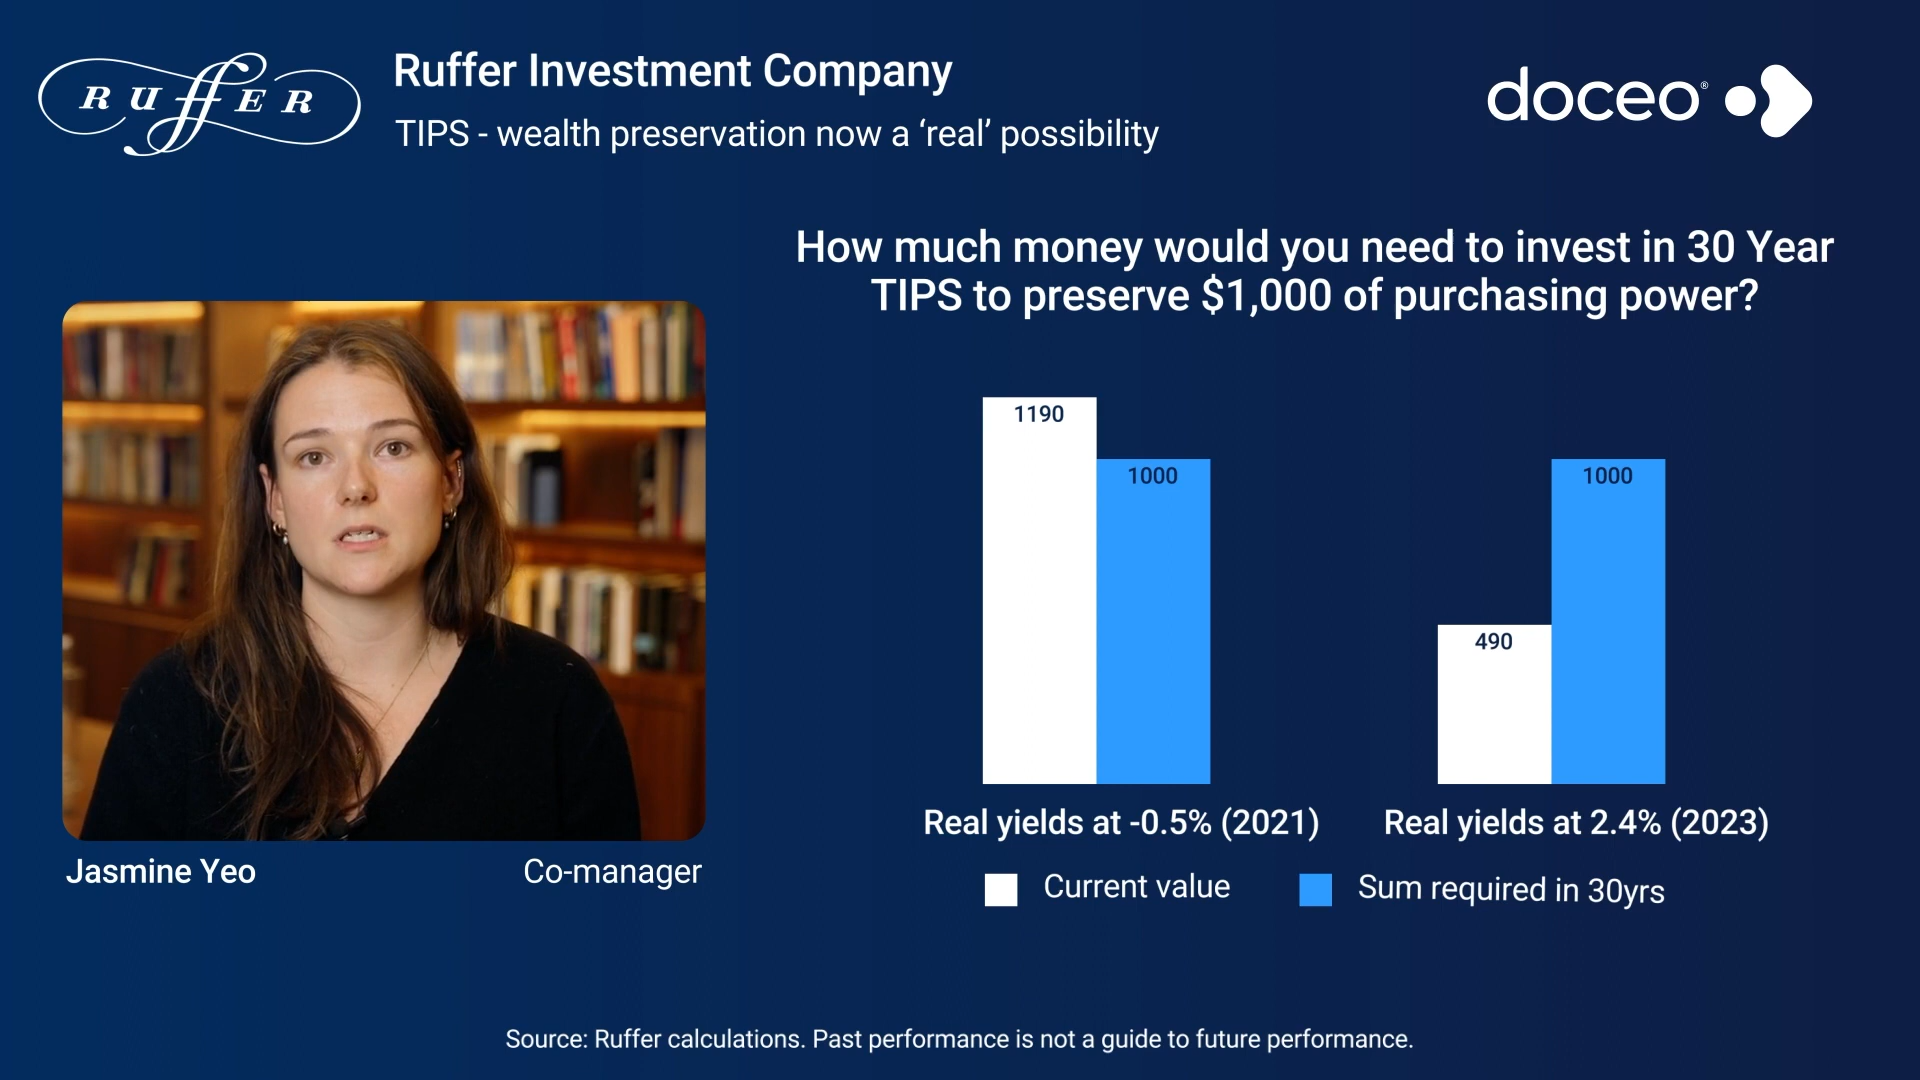 RUffER
Ruffer Investment Company
TIPS - wealth preservation now a ‘real’ possibility
doceo®
How much money would you need to invest in 30 Year
TIPS to preserve $1,000 of purchasing power?
1190
1000
490
1000
Real yields at -0.5% (2021)
Real yields at 2.4% (2023)
Current value
Sum required in 30yrs
Jasmine Yeo
Co-manager
Source: Ruffer calculations. Past performance is not a guide to future performance.